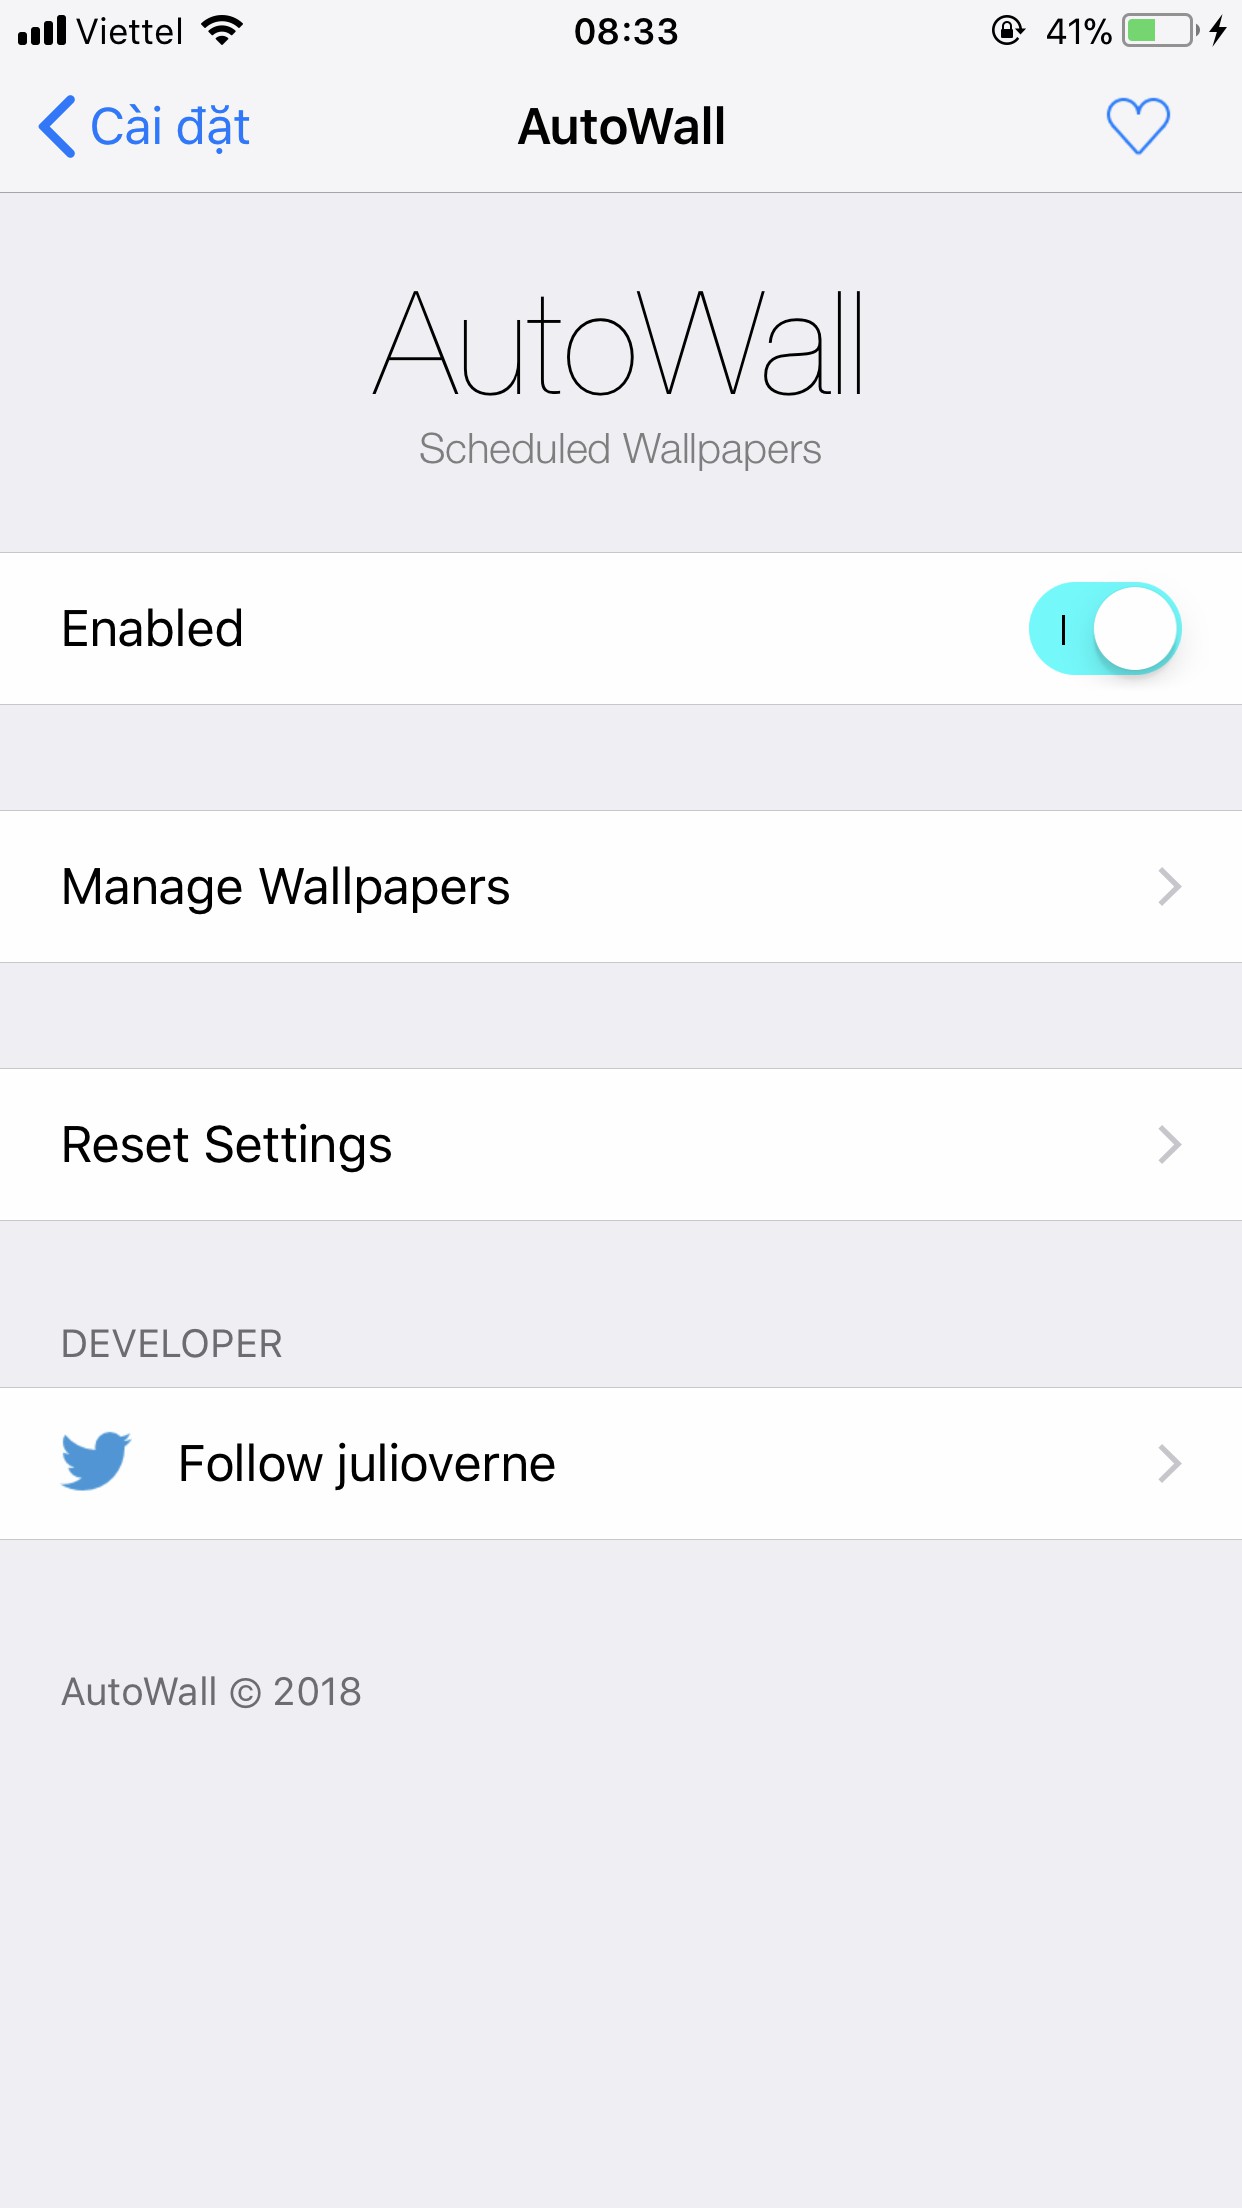 Viettel
08:33
41%
Cài đặt
AutoWall
AutoWall
Scheduled Wallpapers
Enabled
Manage Wallpapers
Reset Settings
DEVELOPER
Follow julioverne
AutoWall © 2018